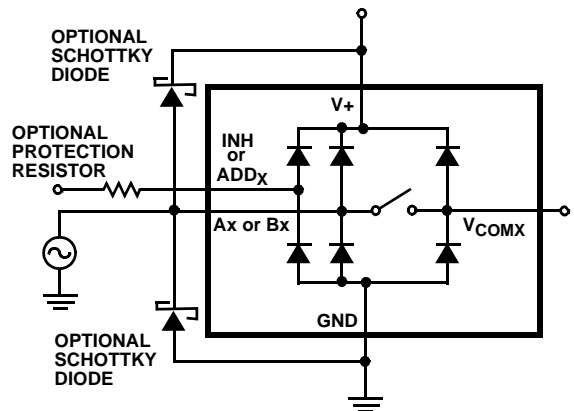 OPTIONAL
SCHOTTKY
DIODE
V+
OPTIONAL
PROTECTION
RESISTOR
INH
or
ADDX
Ax or Bx
VCOMX
GND
OPTIONAL
SCHOTTKY
DIODE